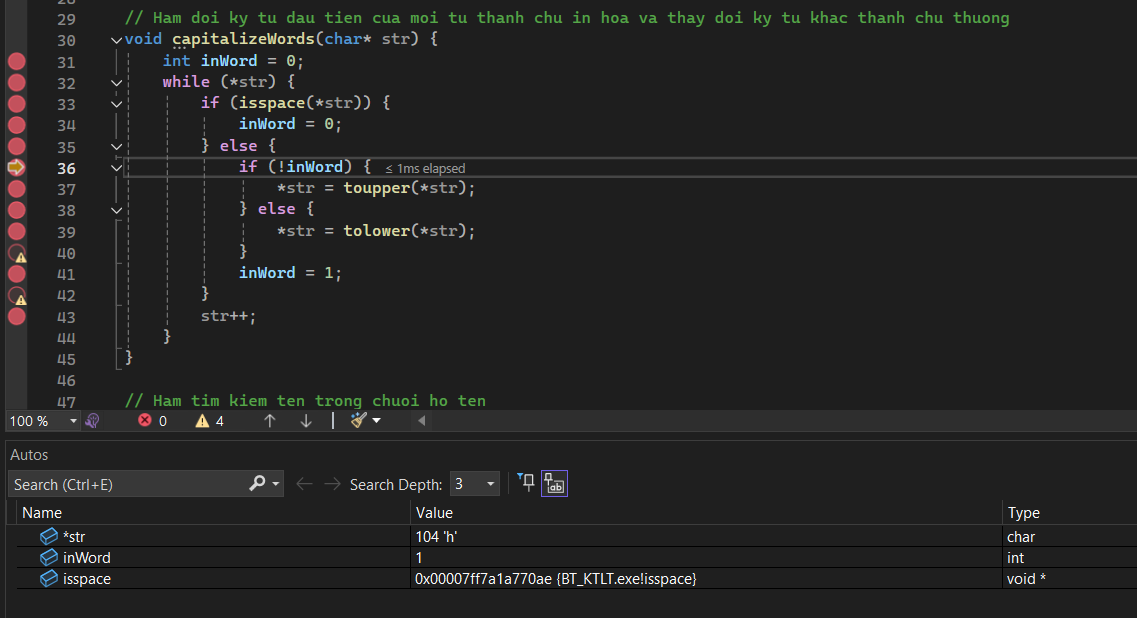 28
29 // Ham doi ky tu dau tien cua moi tu thanh chu in hoa va thay doi ky tu khac thanh chu thuong
30 void capitalizeWords(char* str) {
31 int inWord = 0;
32 while (*str) {
33 if (isspace(*str)) {
34 inWord = 0;
35 } else {
36 if (!inWord) { ≤ 1ms elapsed
37 *str = toupper(*str);
38 } else {
39 *str = tolower(*str);
40 }
41 inWord = 1;
42 }
43 str++;
44 }
45 }
46
47 // Ham tim kiem ten trong chuoi ho ten
100 % 0 4
Autos
Search (Ctrl+E) Search Depth: 3
Name Value Type
*str 104 'h' char
inWord 1 int
isspace 0x00007ff7a1a770ae {BT_KTLT.exe!isspace} void *